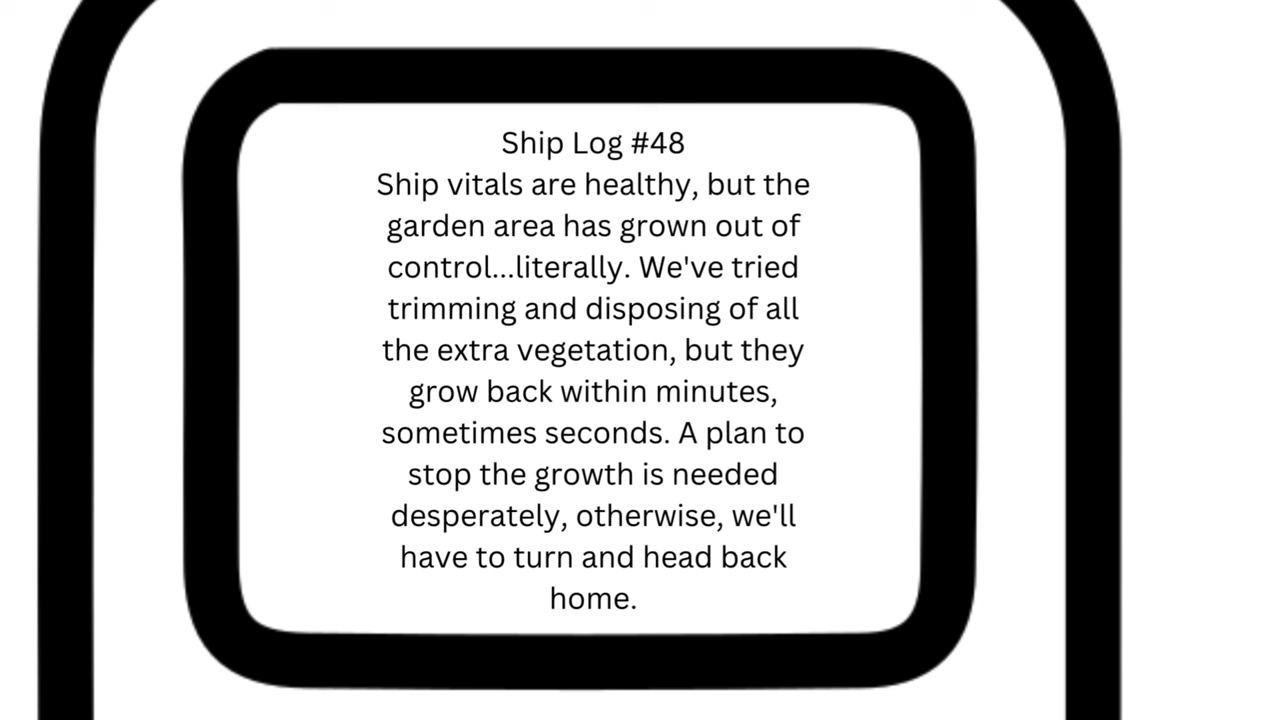 Ship Log #48
Ship vitals are healthy, but the
garden area has grown out of
control...literally. We've tried
trimming and disposing of all
the extra vegetation, but they
grow back within minutes,
sometimes seconds. A plan to
stop the growth is needed
desperately, otherwise, we'll
have to turn and head back
home.